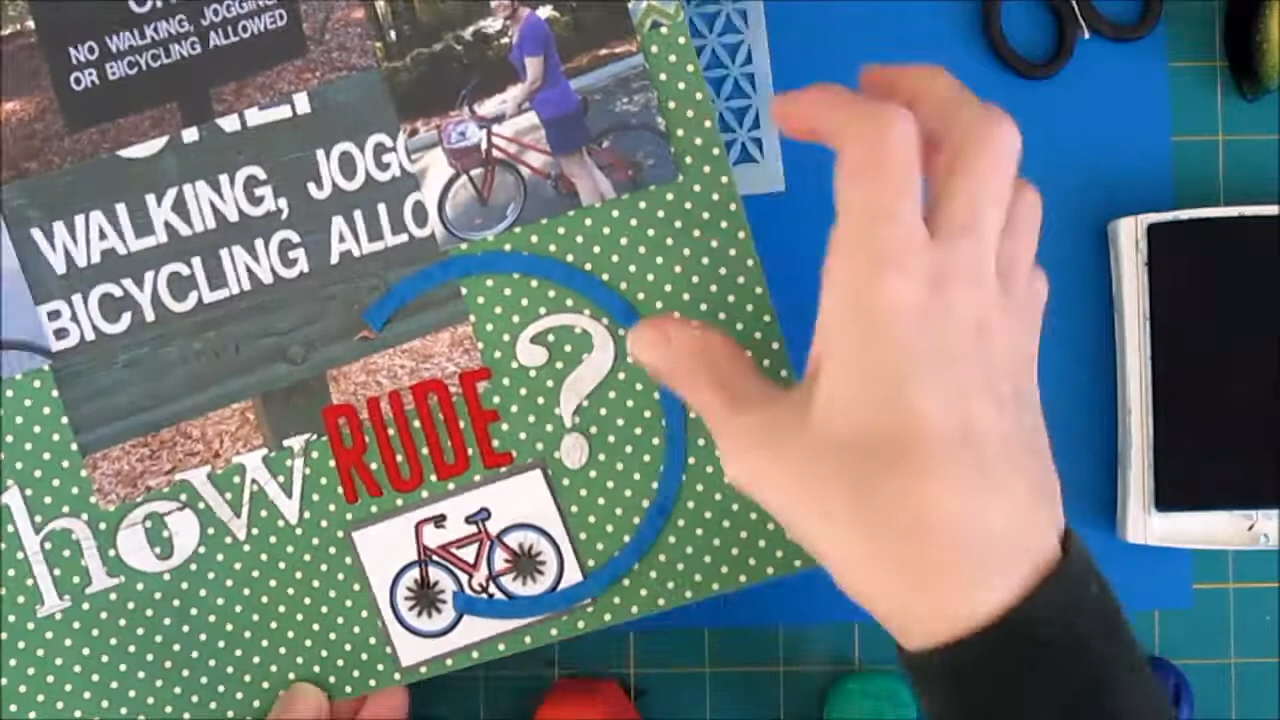 NO WALKING, JOGGING
OR BICYCLING ALLOWED
WALKING, JOGG
BICYCLING ALLO
how RUDE ?